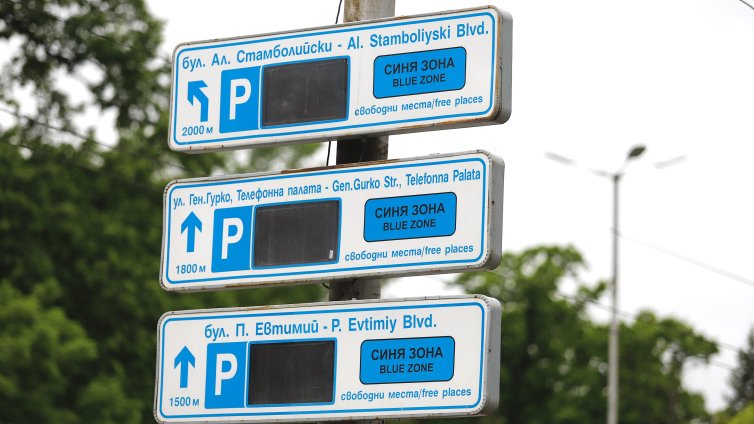 бул. Ал. Стамболийски - Al. Stamboliyski Blvd.
P
СИНЯ ЗОНА
BLUE ZONE
2000 м
свободни места/free places
ул. Ген.Гурко, Телефонна палата - Gen.Gurko Str., Telefonna Palata
P
СИНЯ ЗОНА
BLUE ZONE
1800 м
свободни места/free places
бул. П. Евтимий - P. Evtimiy Blvd.
P
СИНЯ ЗОНА
BLUE ZONE
1500 м
свободни места/free places